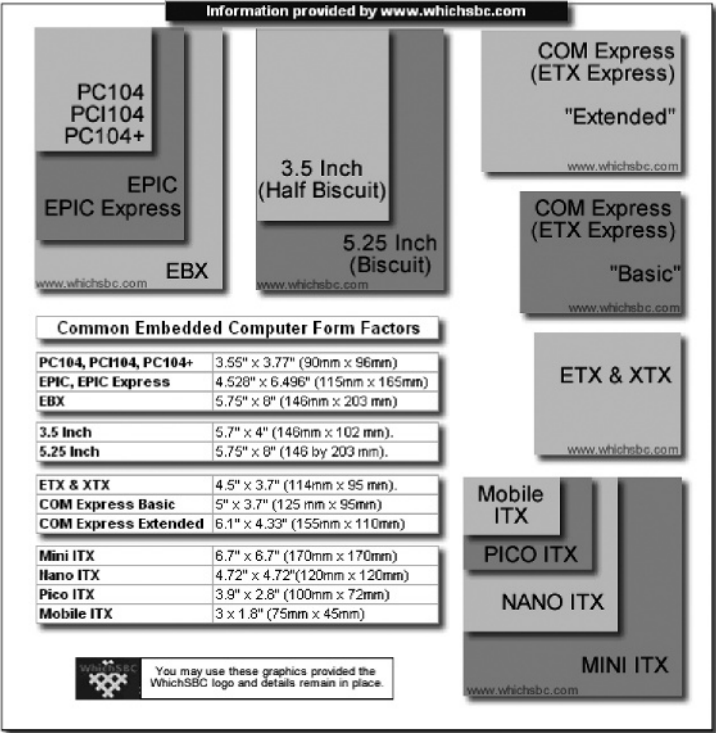 Information provided by www.whichsbc.com
PC104
PCI104
PC104+
EPIC
EPIC Express
EBX
www.whichsbc.com
3.5 Inch
(Half Biscuit)
5.25 Inch
(Biscuit)
www.whichsbc.com
COM Express
(ETX Express)
"Extended"
www.whichsbc.com
COM Express
(ETX Express)
"Basic"
www.whichsbc.com
ETX & XTX
www.whichsbc.com
Common Embedded Computer Form Factors
PC104, PCI104, PC104+ 3.55" x 3.77" (90mm x 96mm)
EPIC, EPIC Express 4.528" x 6.496" (115mm x 165mm)
EBX 5.75" x 8" (146mm x 203 mm)
3.5 Inch 5.7" x 4" (146mm x 102 mm).
5.25 Inch 5.75" x 8" (146 by 203 mm).
ETX & XTX 4.5" x 3.7" (114mm x 95 mm).
COM Express Basic 5" x 3.7" (125 mm x 95mm)
COM Express Extended 6.1" x 4.33" (155mm x 110mm)
Mini ITX 6.7" x 6.7" (170mm x 170mm)
Nano ITX 4.72" x 4.72"(120mm x 120mm)
Pico ITX 3.9" x 2.8" (100mm x 72mm)
Mobile ITX 3 x 1.8" (75mm x 45mm)
Mobile
ITX
PICO ITX
NANO ITX
MINI ITX
www.whichsbc.com
WhichSBC
You may use these graphics provided the
WhichSBC logo and details remain in place.